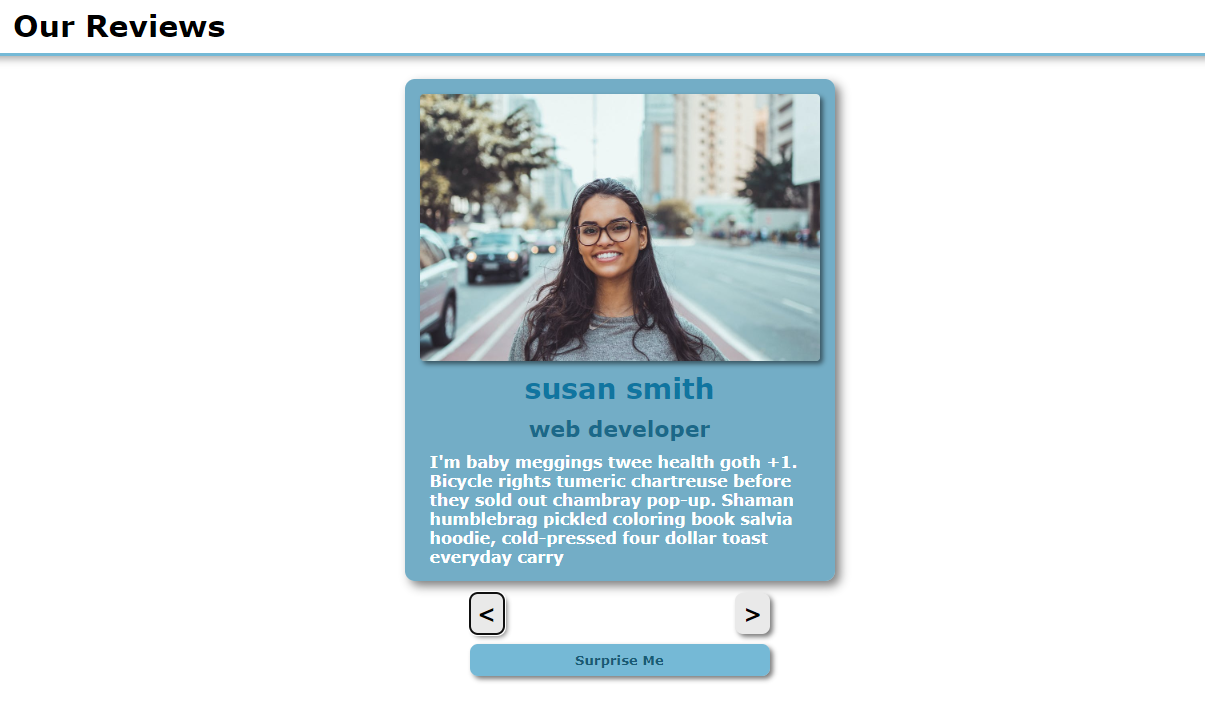 Our Reviews
susan smith
web developer
I'm baby meggings twee health goth +1.
Bicycle rights tumeric chartreuse before
they sold out chambray pop-up. Shaman
humblebrag pickled coloring book salvia
hoodie, cold-pressed four dollar toast
everyday carry
< >
Surprise Me